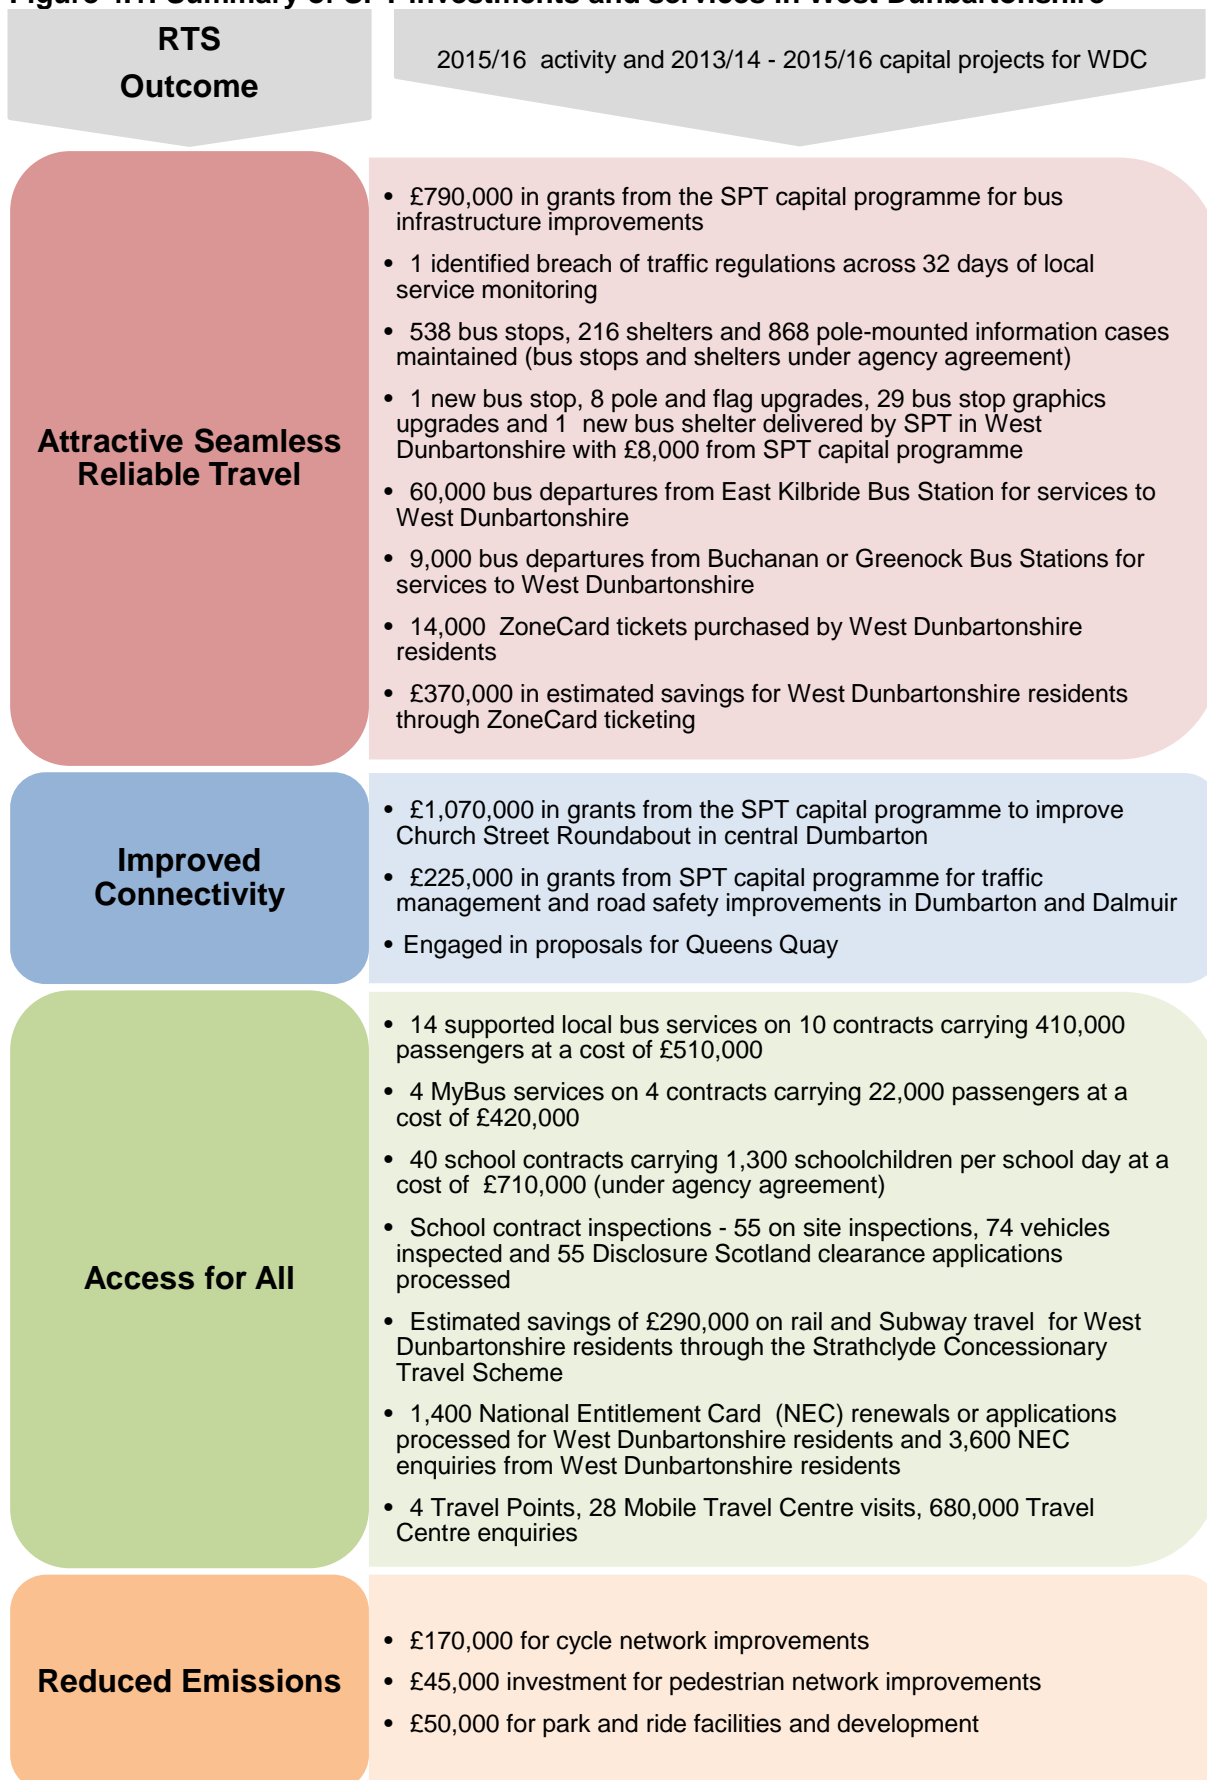 Figure 4.1: Summary of SPT investments and services in West Dunbartonshire
RTS
Outcome
2015/16 activity and 2013/14 - 2015/16 capital projects for WDC
Attractive Seamless
Reliable Travel
• £790,000 in grants from the SPT capital programme for bus
infrastructure improvements
• 1 identified breach of traffic regulations across 32 days of local
service monitoring
• 538 bus stops, 216 shelters and 868 pole-mounted information cases
maintained (bus stops and shelters under agency agreement)
• 1 new bus stop, 8 pole and flag upgrades, 29 bus stop graphics
upgrades and 1 new bus shelter delivered by SPT in West
Dunbartonshire with £8,000 from SPT capital programme
• 60,000 bus departures from East Kilbride Bus Station for services to
West Dunbartonshire
• 9,000 bus departures from Buchanan or Greenock Bus Stations for
services to West Dunbartonshire
• 14,000 ZoneCard tickets purchased by West Dunbartonshire
residents
• £370,000 in estimated savings for West Dunbartonshire residents
through ZoneCard ticketing
Improved
Connectivity
• £1,070,000 in grants from the SPT capital programme to improve
Church Street Roundabout in central Dumbarton
• £225,000 in grants from SPT capital programme for traffic
management and road safety improvements in Dumbarton and Dalmuir
• Engaged in proposals for Queens Quay
Access for All
• 14 supported local bus services on 10 contracts carrying 410,000
passengers at a cost of £510,000
• 4 MyBus services on 4 contracts carrying 22,000 passengers at a
cost of £420,000
• 40 school contracts carrying 1,300 schoolchildren per school day at a
cost of £710,000 (under agency agreement)
• School contract inspections - 55 on site inspections, 74 vehicles
inspected and 55 Disclosure Scotland clearance applications
processed
• Estimated savings of £290,000 on rail and Subway travel for West
Dunbartonshire residents through the Strathclyde Concessionary
Travel Scheme
• 1,400 National Entitlement Card (NEC) renewals or applications
processed for West Dunbartonshire residents and 3,600 NEC
enquiries from West Dunbartonshire residents
• 4 Travel Points, 28 Mobile Travel Centre visits, 680,000 Travel
Centre enquiries
Reduced Emissions
• £170,000 for cycle network improvements
• £45,000 investment for pedestrian network improvements
• £50,000 for park and ride facilities and development